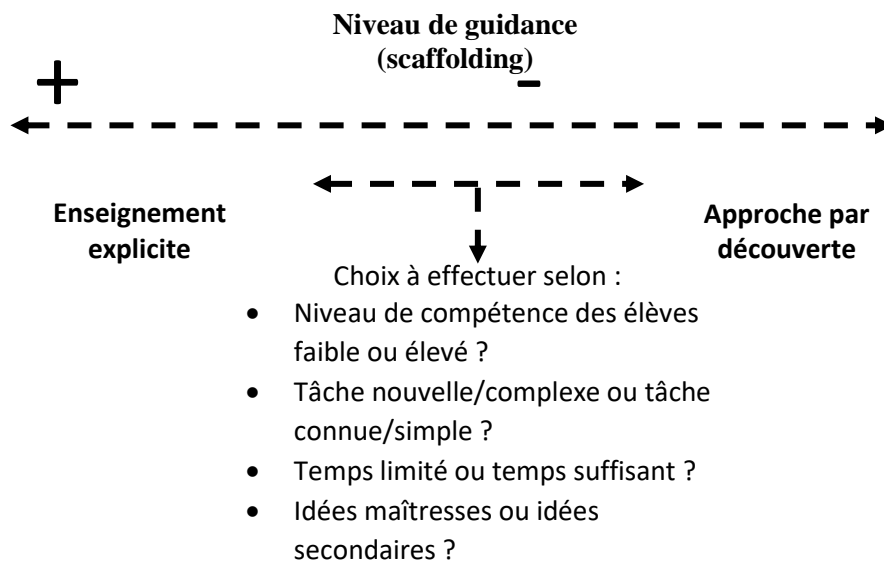 Niveau de guidance
(scaffolding)
+ -
Enseignement
explicite
Approche par
découverte
Choix à effectuer selon :
• Niveau de compétence des élèves
faible ou élevé ?
• Tâche nouvelle/complexe ou tâche
connue/simple ?
• Temps limité ou temps suffisant ?
• Idées maîtresses ou idées
secondaires ?